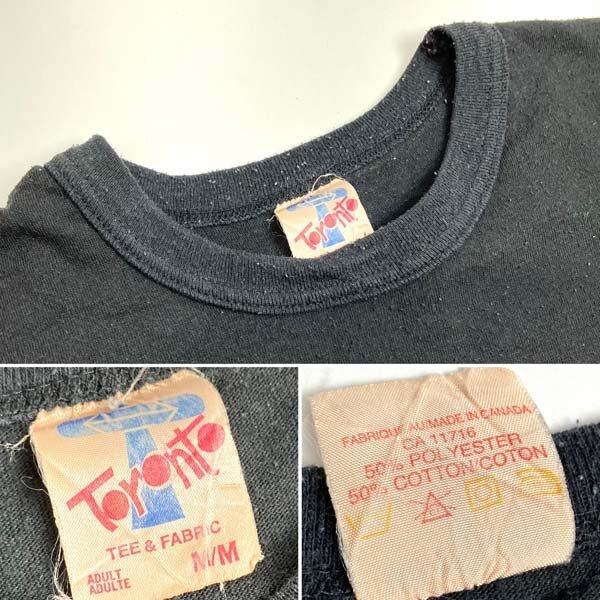 Toronto
Toronto
TEE & FABRIC
ADULT M/M
ADULTE
FABRIQUE AU/MADE IN CANADA
CA 11716
50% POLYESTER
50% COTTON/COTON